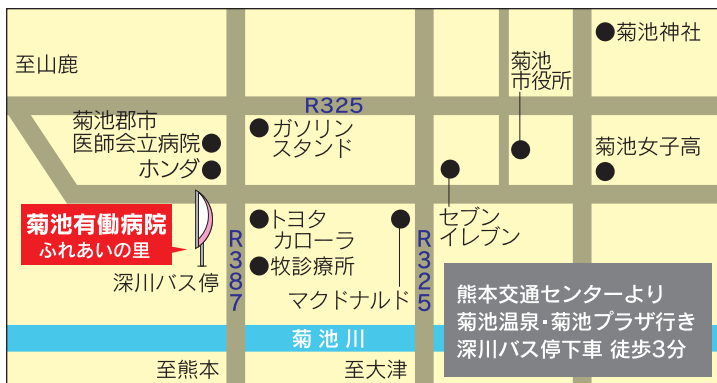 菊池神社
至山鹿
菊池
市役所
R325
菊池郡市
医師会立病院
ホンダ
ガソリン
スタンド
菊池女子高
菊池有働病院
ふれあいの里
深川バス停
R387
トヨタ
カローラ
牧診療所
マクドナルド
R325
セブン
イレブン
熊本交通センターより
菊池温泉・菊池プラザ行き
深川バス停下車 徒歩3分
菊池川
至熊本
至大津